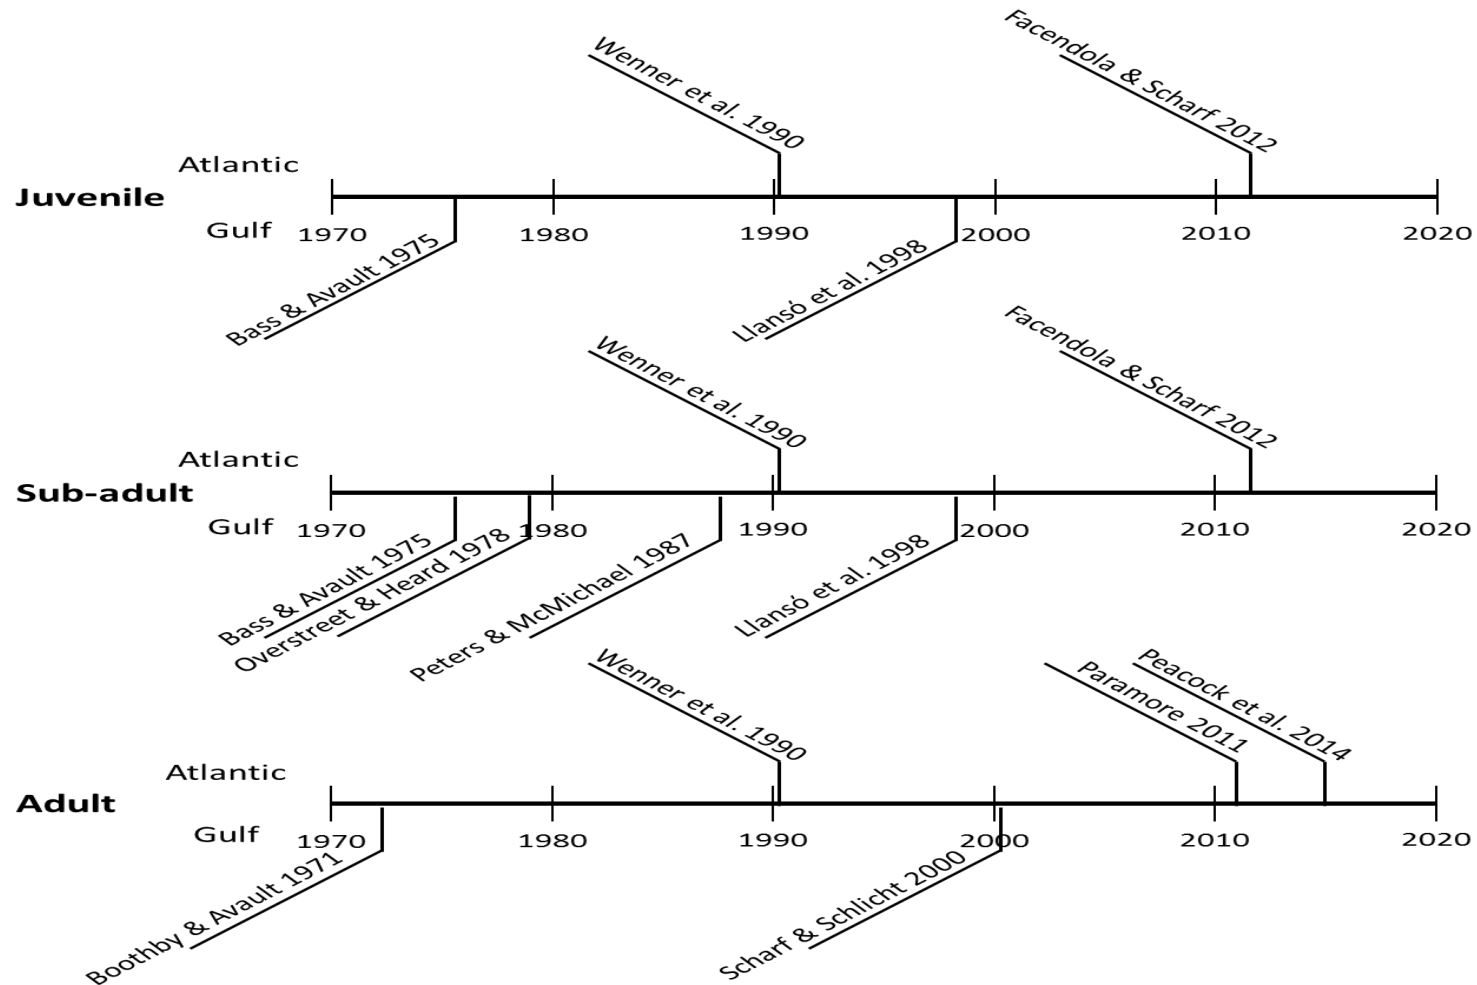 Wenner et al. 1990
Facendola & Scharf 2012
Atlantic
Juvenile
Gulf
1970
1980
1990
2000
2010
2020
Bass & Avault 1975
Llansó et al. 1998
Wenner et al. 1990
Facendola & Scharf 2012
Atlantic
Sub-adult
Gulf
1970
1980
1990
2000
2010
2020
Bass & Avault 1975
Overstreet & Heard 1978
Peters & McMichael 1987
Llansó et al. 1998
Wenner et al. 1990
Paramore 2011
Peacock et al. 2014
Atlantic
Adult
Gulf
1970
1980
1990
2000
2010
2020
Boothby & Avault 1971
Scharf & Schlicht 2000